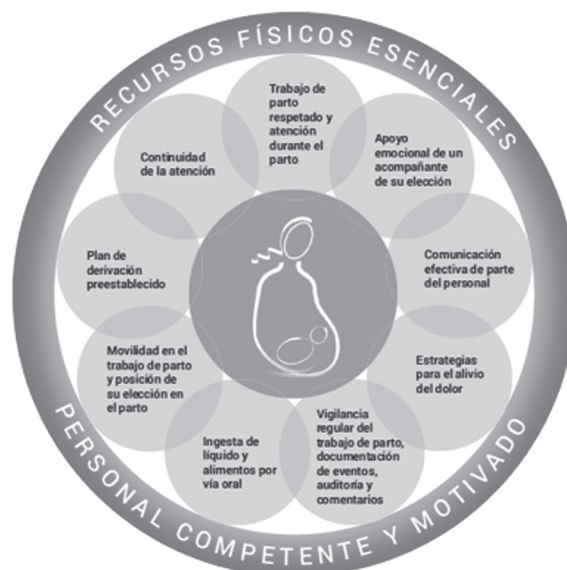 RECURSOS FÍSICOS ESENCIALES
Trabajo de
parto
respetado y
atención
durante el
parto
Apoyo
emocional de un
acompañante
de su elección
Comunicación
efectiva de parte
del personal
Estrategias
para el alivio
del dolor
Vigilancia
regular del
trabajo de parto,
documentación
de eventos,
auditoría y
comentarios
Ingesta de
líquido y
alimentos por
vía oral
Movilidad en el
trabajo de parto
y posición de
su elección en
el parto
Plan de
derivación
preestablecido
Continuidad
de la atención
PERSONAL COMPETENTE Y MOTIVADO